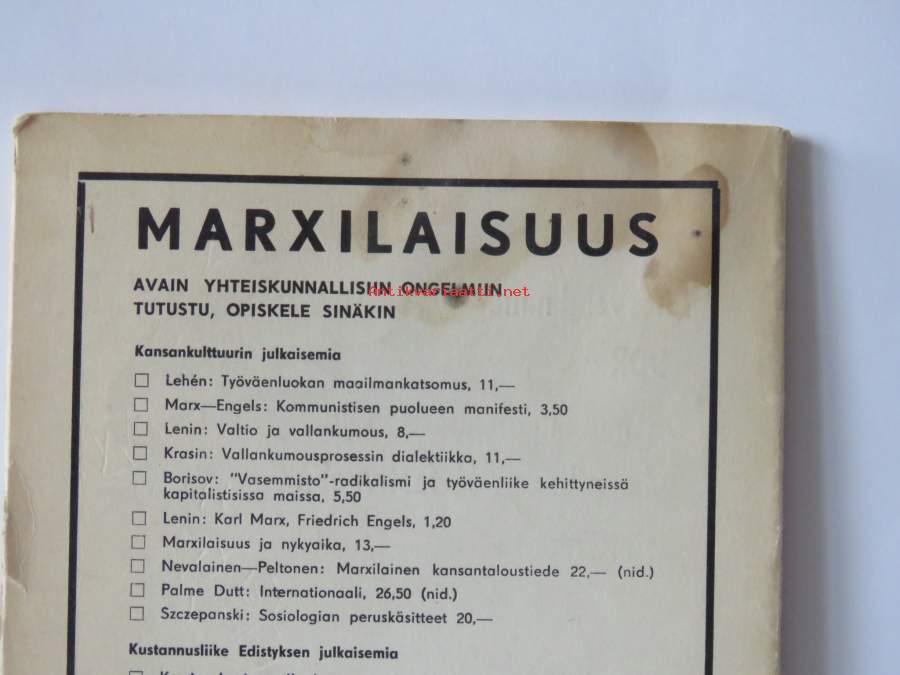 MARXILAISUUS
AVAIN YHTEISKUNNALLISIIN ONGELMIIN
Antikvariaatti.net
TUTUSTU, OPISKELE SINÄKIN
Kansankulttuurin julkaisemia
☐ Lehén: Työväenluokan maailmankatsomus, 11,—
☐ Marx—Engels: Kommunistisen puolueen manifesti, 3,50
☐ Lenin: Valtio ja vallankumous, 8,—
☐ Krasin: Vallankumousprosessin dialektiikka, 11,—
☐ Borisov: "Vasemmisto"-radikalismi ja työväenliike kehittyneissä
kapitalistisissa maissa, 5,50
☐ Lenin: Karl Marx, Friedrich Engels, 1,20
☐ Marxilaisuus ja nykyaika, 13,—
☐ Nevalainen—Peltonen: Marxilainen kansantaloustiede 22,— (nid.)
☐ Palme Dutt: Internationaali, 26,50 (nid.)
☐ Szczepanski: Sosiologian peruskäsitteet 20,—
Kustannusliike Edistyksen julkaisemia